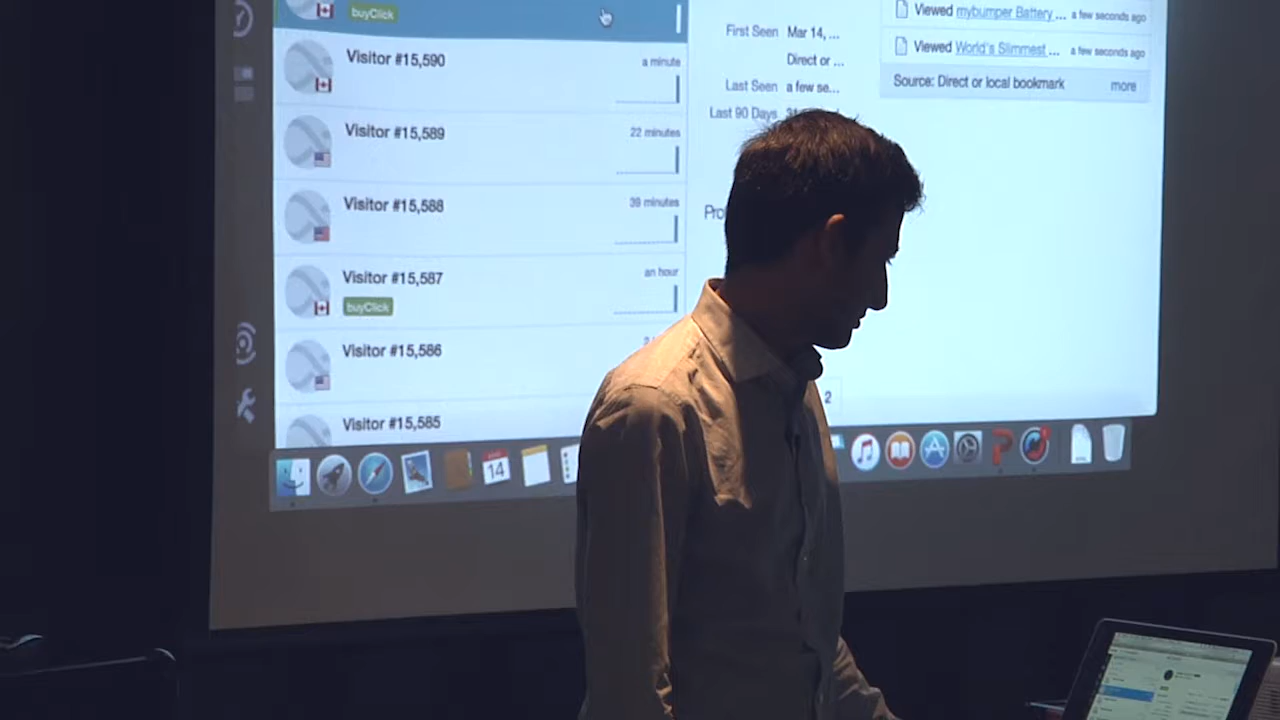 buyClick
Visitor #15,590
a minute
Visitor #15,589
22 minutes
Visitor #15,588
39 minutes
Visitor #15,587
an hour
buyClick
Visitor #15,586
Visitor #15,585
First Seen Mar 14, ...
Direct or ...
Last Seen a few se...
Last 90 Days
Pro
2
Viewed mybumper Battery ... a few seconds ago
Viewed World's Slimmest ... a few seconds ago
Source: Direct or local bookmark more
14